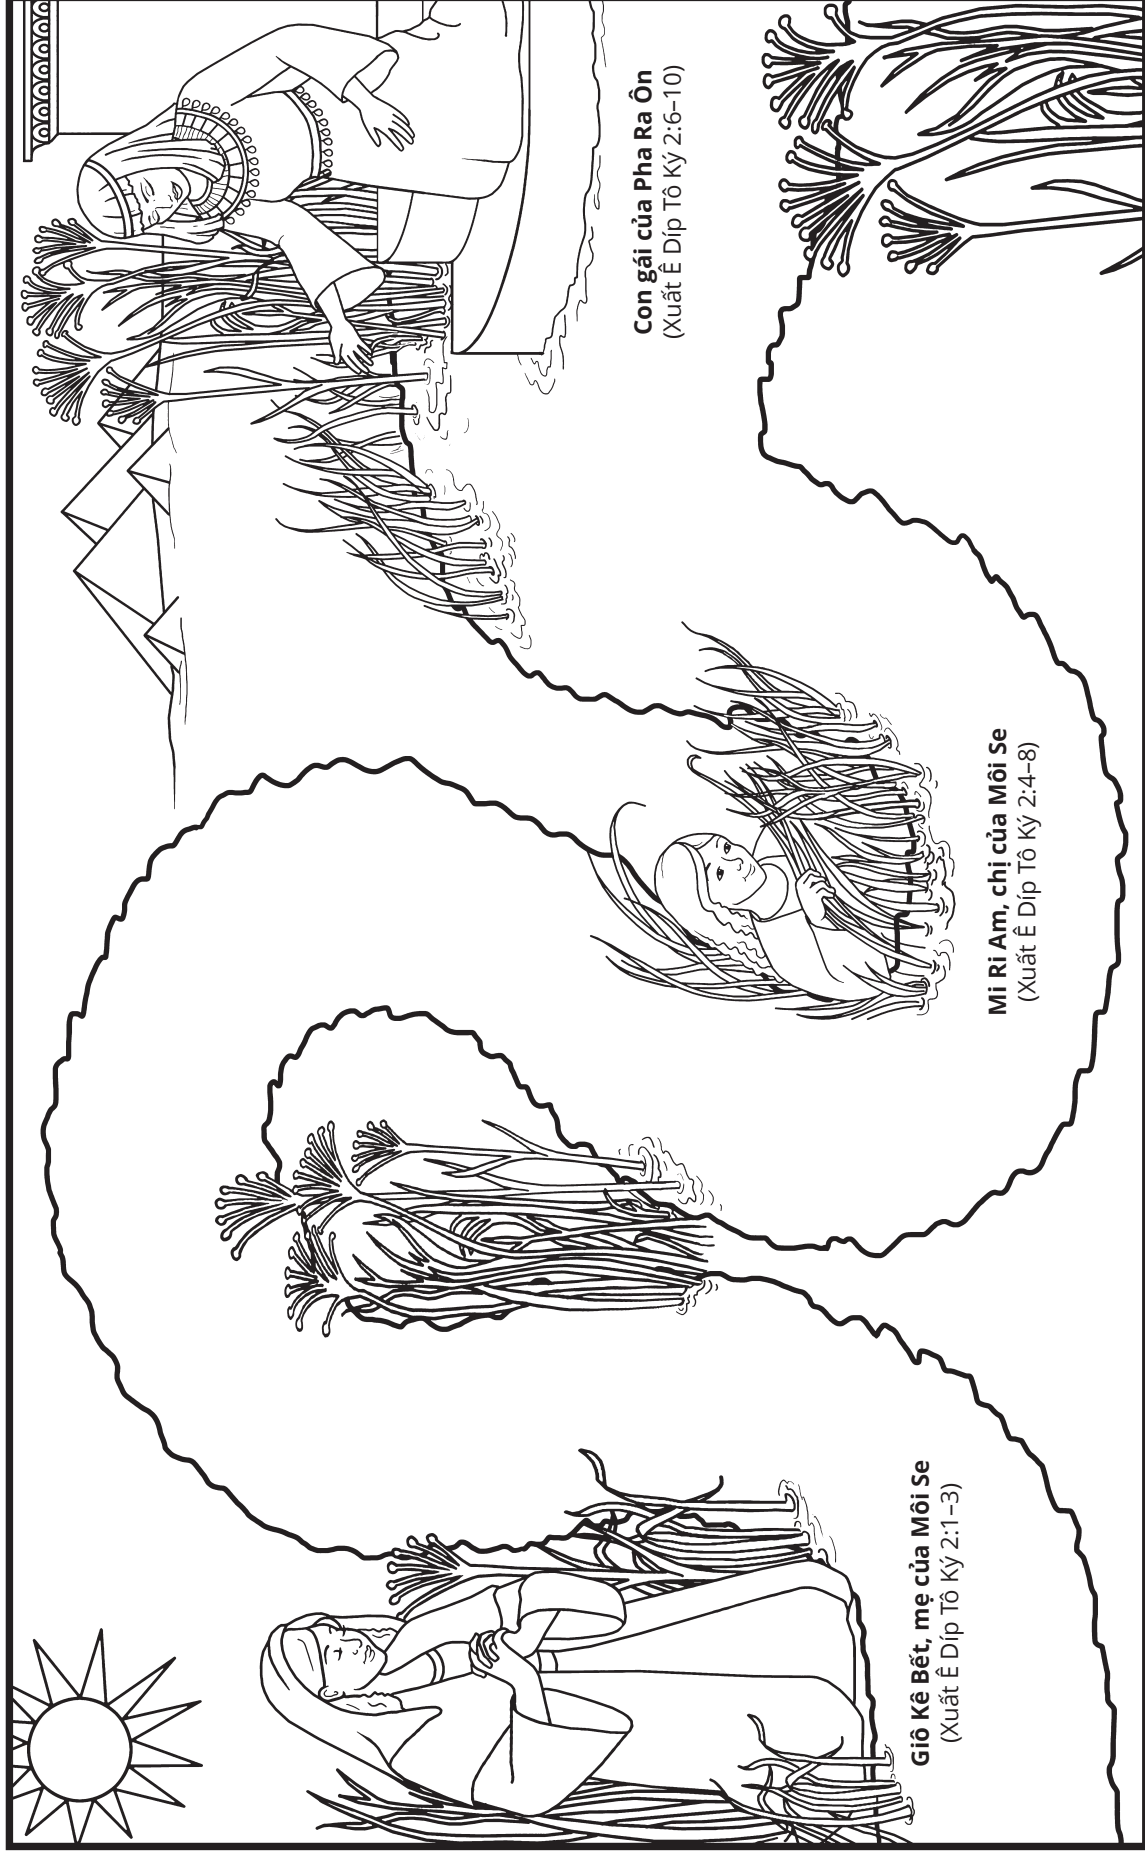 Giô Kê Bết, mẹ của Môi Se
(Xuất Ê Díp Tô Ký 2:1–3)
Mi Ri Am, chị của Môi Se
(Xuất Ê Díp Tô Ký 2:4–8)
Con gái của Pha Ra Ôn
(Xuất Ê Díp Tô Ký 2:6–10)